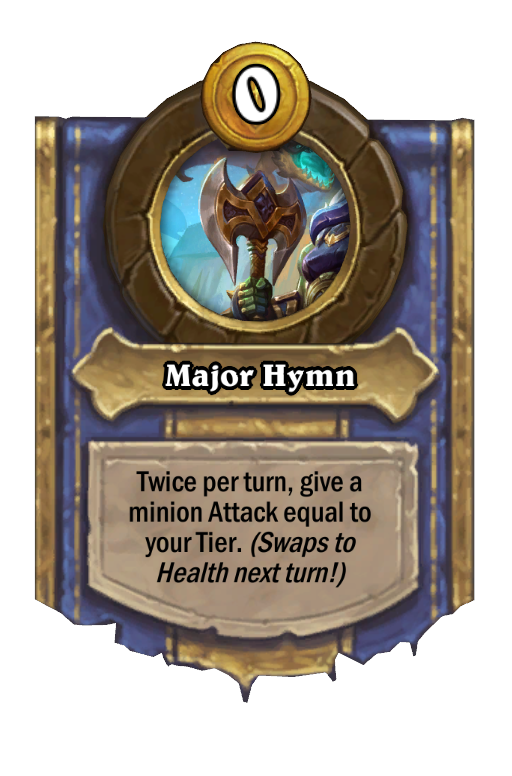 0
Major Hymn
Twice per turn, give a
minion Attack equal to
your Tier. (Swaps to
Health next turn!)